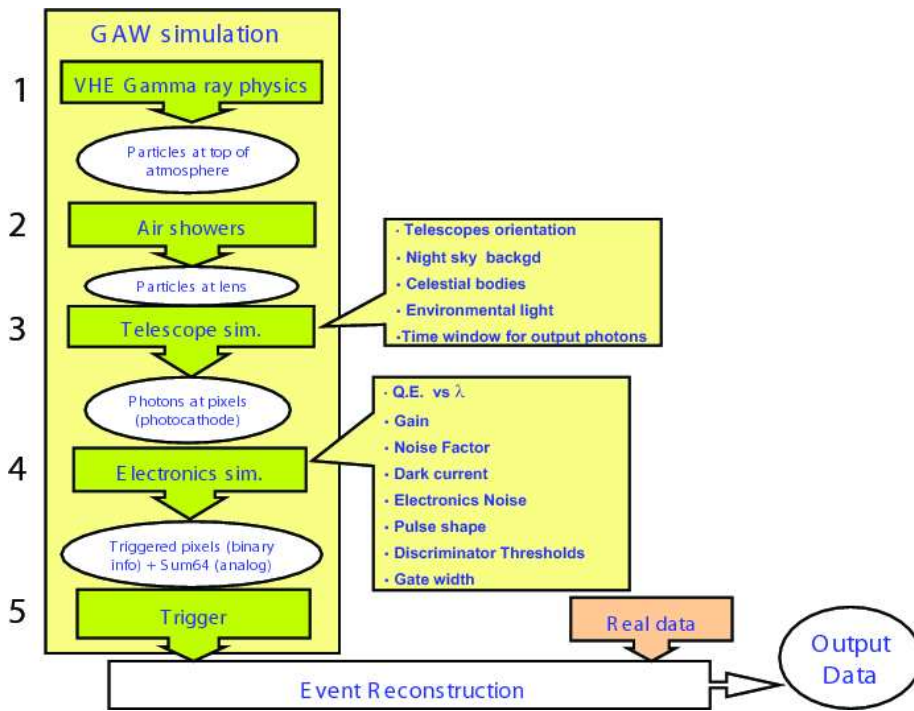 GAW simulation
1
VHE Gamma ray physics
Particles at top of
atmosphere
2
Air showers
Particles at lens
3
Telescope sim.
· Telescopes orientation
· Night sky backgd
· Celestial bodies
· Environmental light
·Time window for output photons
Photons at pixels
(photocathode)
4
Electronics sim.
· Q.E. vs λ
· Gain
· Noise Factor
· Dark current
· Electronics Noise
· Pulse shape
· Discriminator Thresholds
· Gate width
Triggered pixels (binary
info) + Sum64 (analog)
5
Trigger
Real data
Event Reconstruction
Output
Data